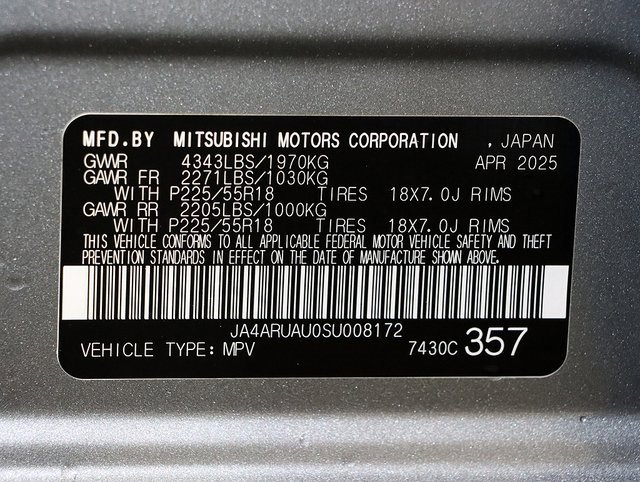 MFD.BY MITSUBISHI MOTORS CORPORATION , JAPAN
GVWR 4343LBS/1970KG APR 2025
GAWR FR 2271LBS/1030KG
WITH P225/55R18 TIRES 18X7.0J RIMS
GAWR RR 2205LBS/1000KG
WITH P225/55R18 TIRES 18X7.0J RIMS
THIS VEHICLE CONFORMS TO ALL APPLICABLE FEDERAL MOTOR VEHICLE SAFETY AND THEFT
PREVENTION STANDARDS IN EFFECT ON THE DATE OF MANUFACTURE SHOWN ABOVE.
JA4ARUAU0SU008172
VEHICLE TYPE: MPV 7430C 357